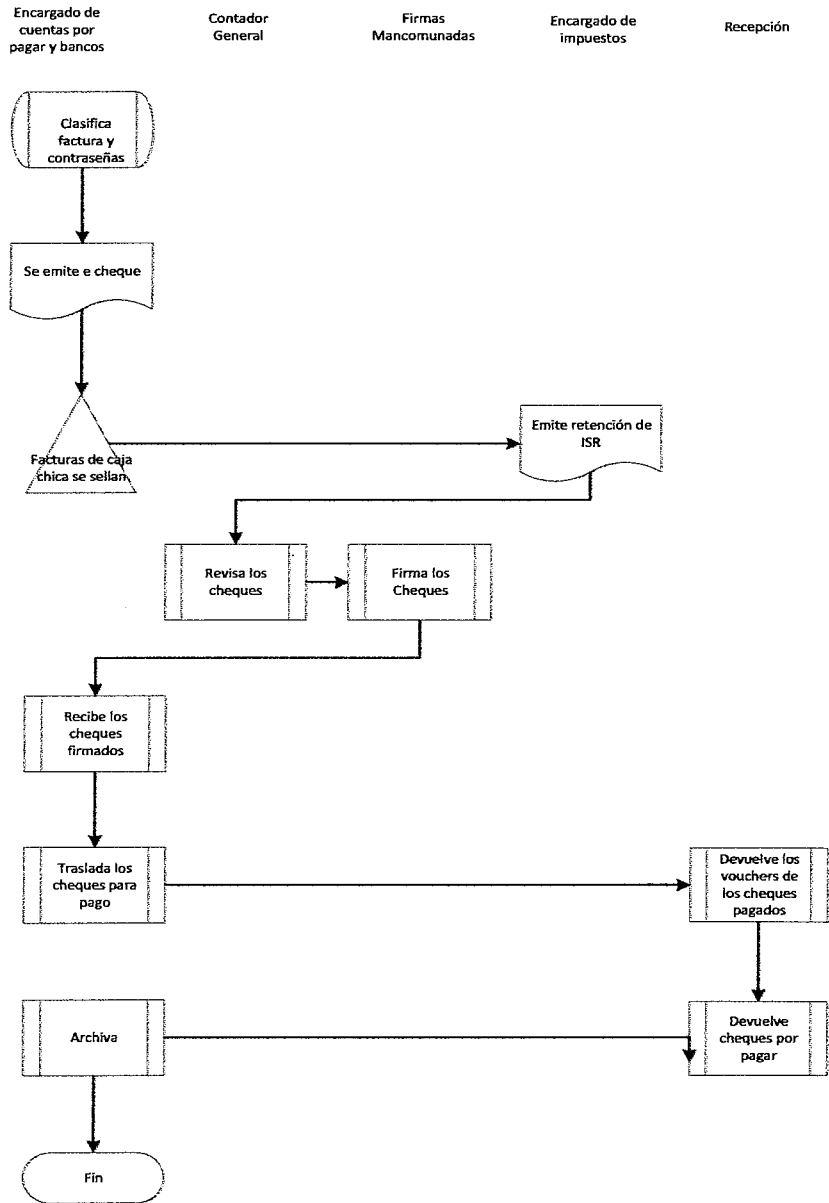 Encargado de
cuentas por
pagar y bancos
Contador
General
Firmas
Mancomunadas
Encargado de
impuestos
Recepción
Clasifica
factura y
contraseñas
Se emite e cheque
Facturas de caja
chica se sellan
Emite retención de
ISR
Revisa los
cheques
Firma los
Cheques
Recibe los
cheques
firmados
Traslada los
cheques para
pago
Devuelve los
vouchers de
los cheques
pagados
Archiva
Devuelve
cheques por
pagar
Fin